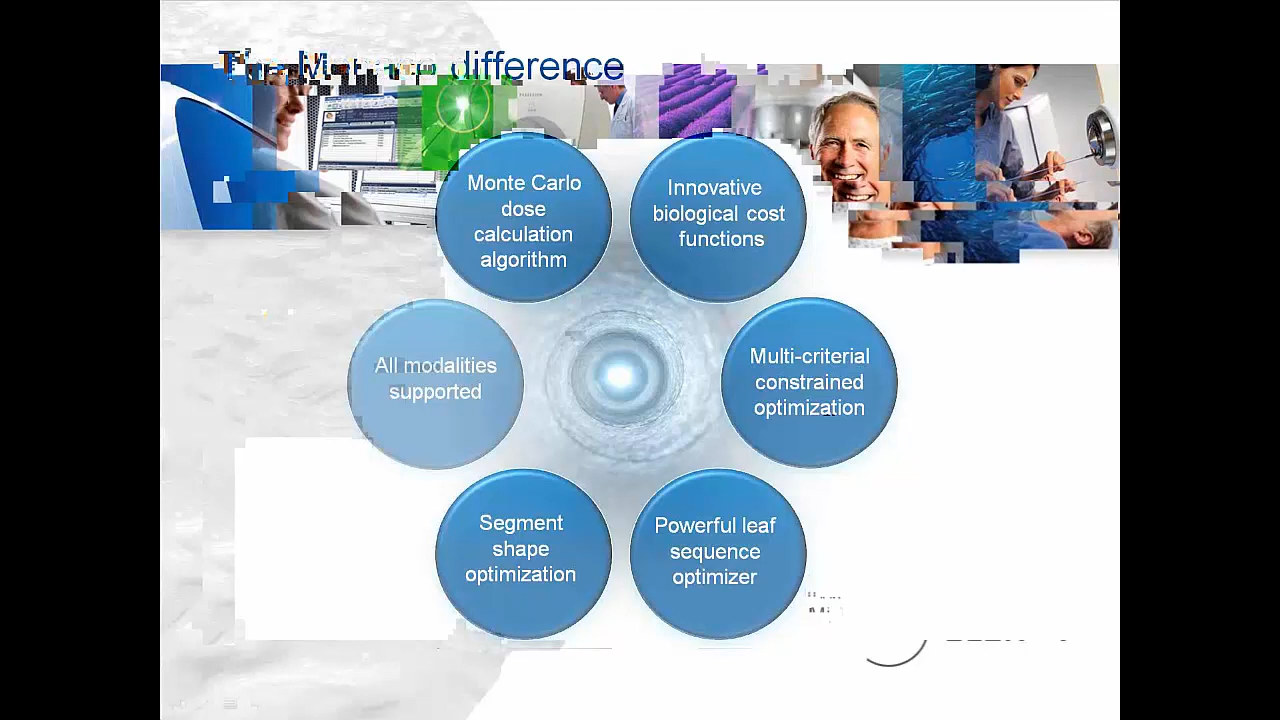 difference
Monte Carlo
dose
calculation
algorithm
Innovative
biological cost
functions
All modalities
supported
Multi-criterial
constrained
optimization
Segment
shape
optimization
Powerful leaf
sequence
optimizer